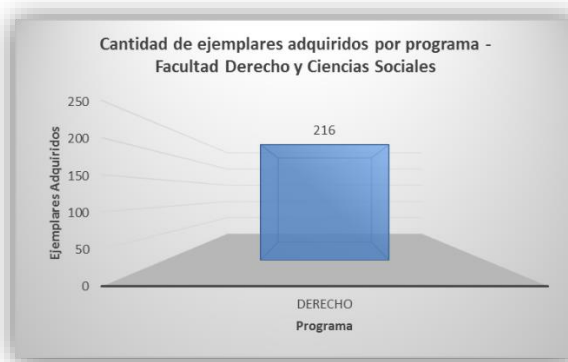 Cantidad de ejemplares adquiridos por programa -
Facultad Derecho y Ciencias Sociales
Ejemplares Adquiridos
250
200
150
100
50
0
216
DERECHO
Programa